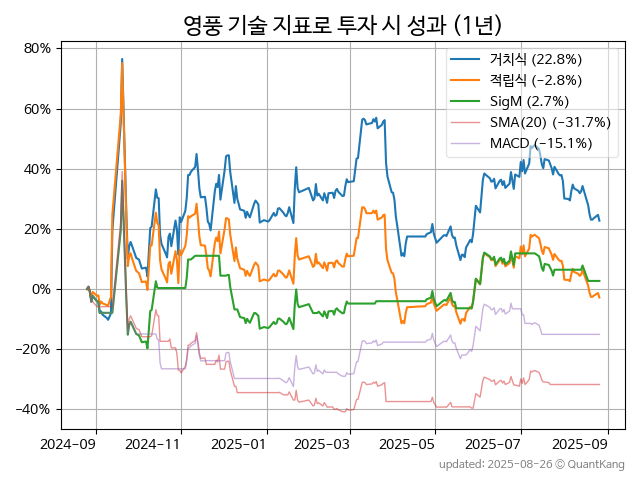 영풍 기술 지표로 투자 시 성과 (1년)
80%
60%
40%
20%
0%
−20%
−40%
거치식 (22.8%)
적립식 (−2.8%)
SigM (2.7%)
SMA(20) (−31.7%)
MACD (−15.1%)
2024-09 2024-11 2025-01 2025-03 2025-05 2025-07 2025-09
updated: 2025-08-26 © QuantKang